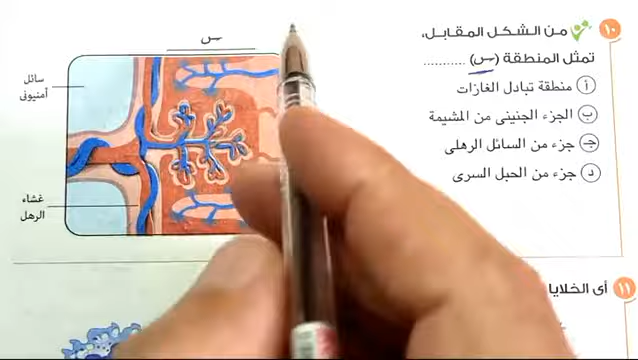 ١٠ من الشكل المقابل،
تمثل المنطقة (س) ..........
أ منطقة تبادل الغازات
ب الجزء الجنينى من المشيمة
ج جزء من السائل الرهلى
د جزء من الحبل السرى
س
سائل
أمنيونى
غشاء
الرهل
١١ أى الخلايا